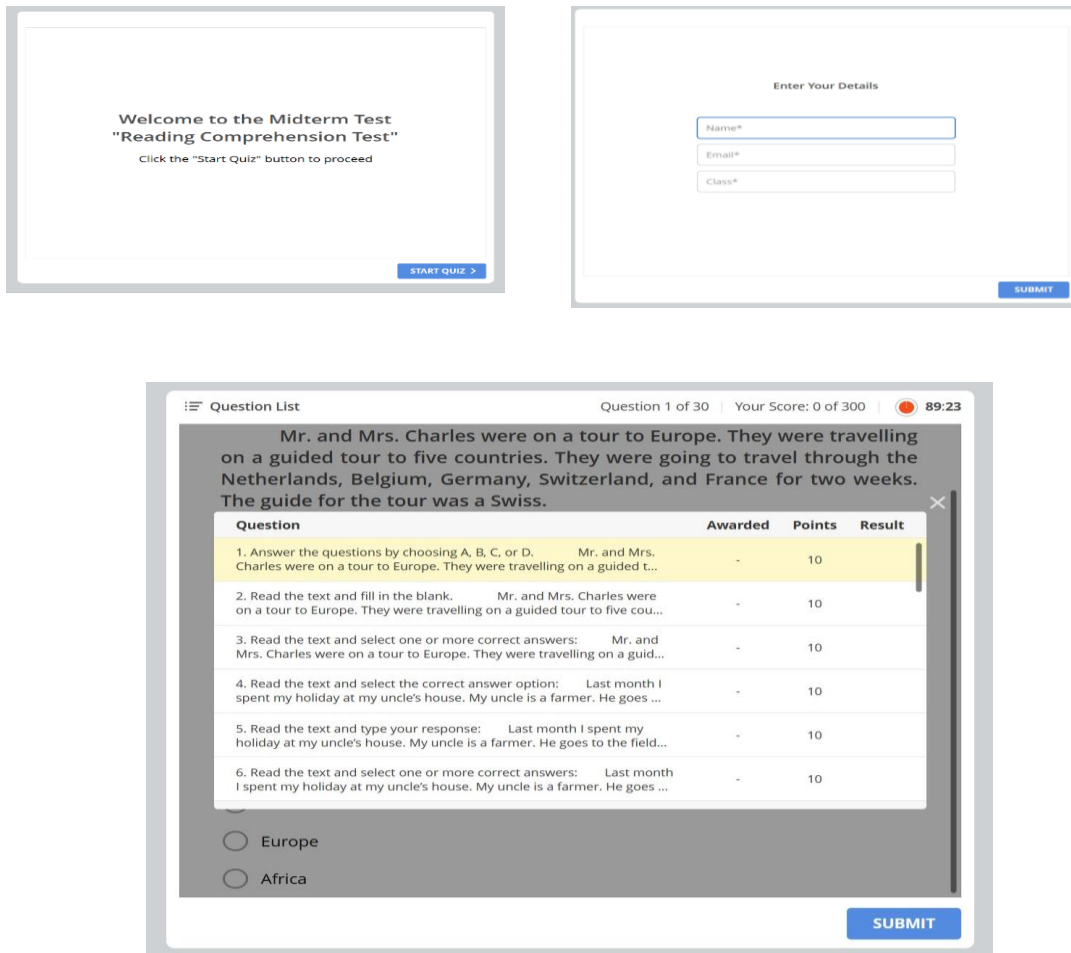 Welcome to the Midterm Test
"Reading Comprehension Test"
Click the "Start Quiz" button to proceed
START QUIZ >
Enter Your Details
Name*
Email*
Class*
SUBMIT
Question List
Question 1 of 30 | Your Score: 0 of 300 | 89:23
Mr. and Mrs. Charles were on a tour to Europe. They were travelling
on a guided tour to five countries. They were going to travel through the
Netherlands, Belgium, Germany, Switzerland, and France for two weeks.
The guide for the tour was a Swiss.
Question Awarded Points Result
1. Answer the questions by choosing A, B, C, or D. Mr. and Mrs.
Charles were on a tour to Europe. They were travelling on a guided t...
- 10
2. Read the text and fill in the blank. Mr. and Mrs. Charles were
on a tour to Europe. They were travelling on a guided tour to five cou...
- 10
3. Read the text and select one or more correct answers: Mr. and
Mrs. Charles were on a tour to Europe. They were travelling on a guid...
- 10
4. Read the text and select the correct answer option: Last month I
spent my holiday at my uncle's house. My uncle is a farmer. He goes ...
- 10
5. Read the text and type your response: Last month I spent my
holiday at my uncle's house. My uncle is a farmer. He goes to the field...
- 10
6. Read the text and select one or more correct answers: Last month
I spent my holiday at my uncle's house. My uncle is a farmer. He goes ...
- 10
Europe
Africa
SUBMIT